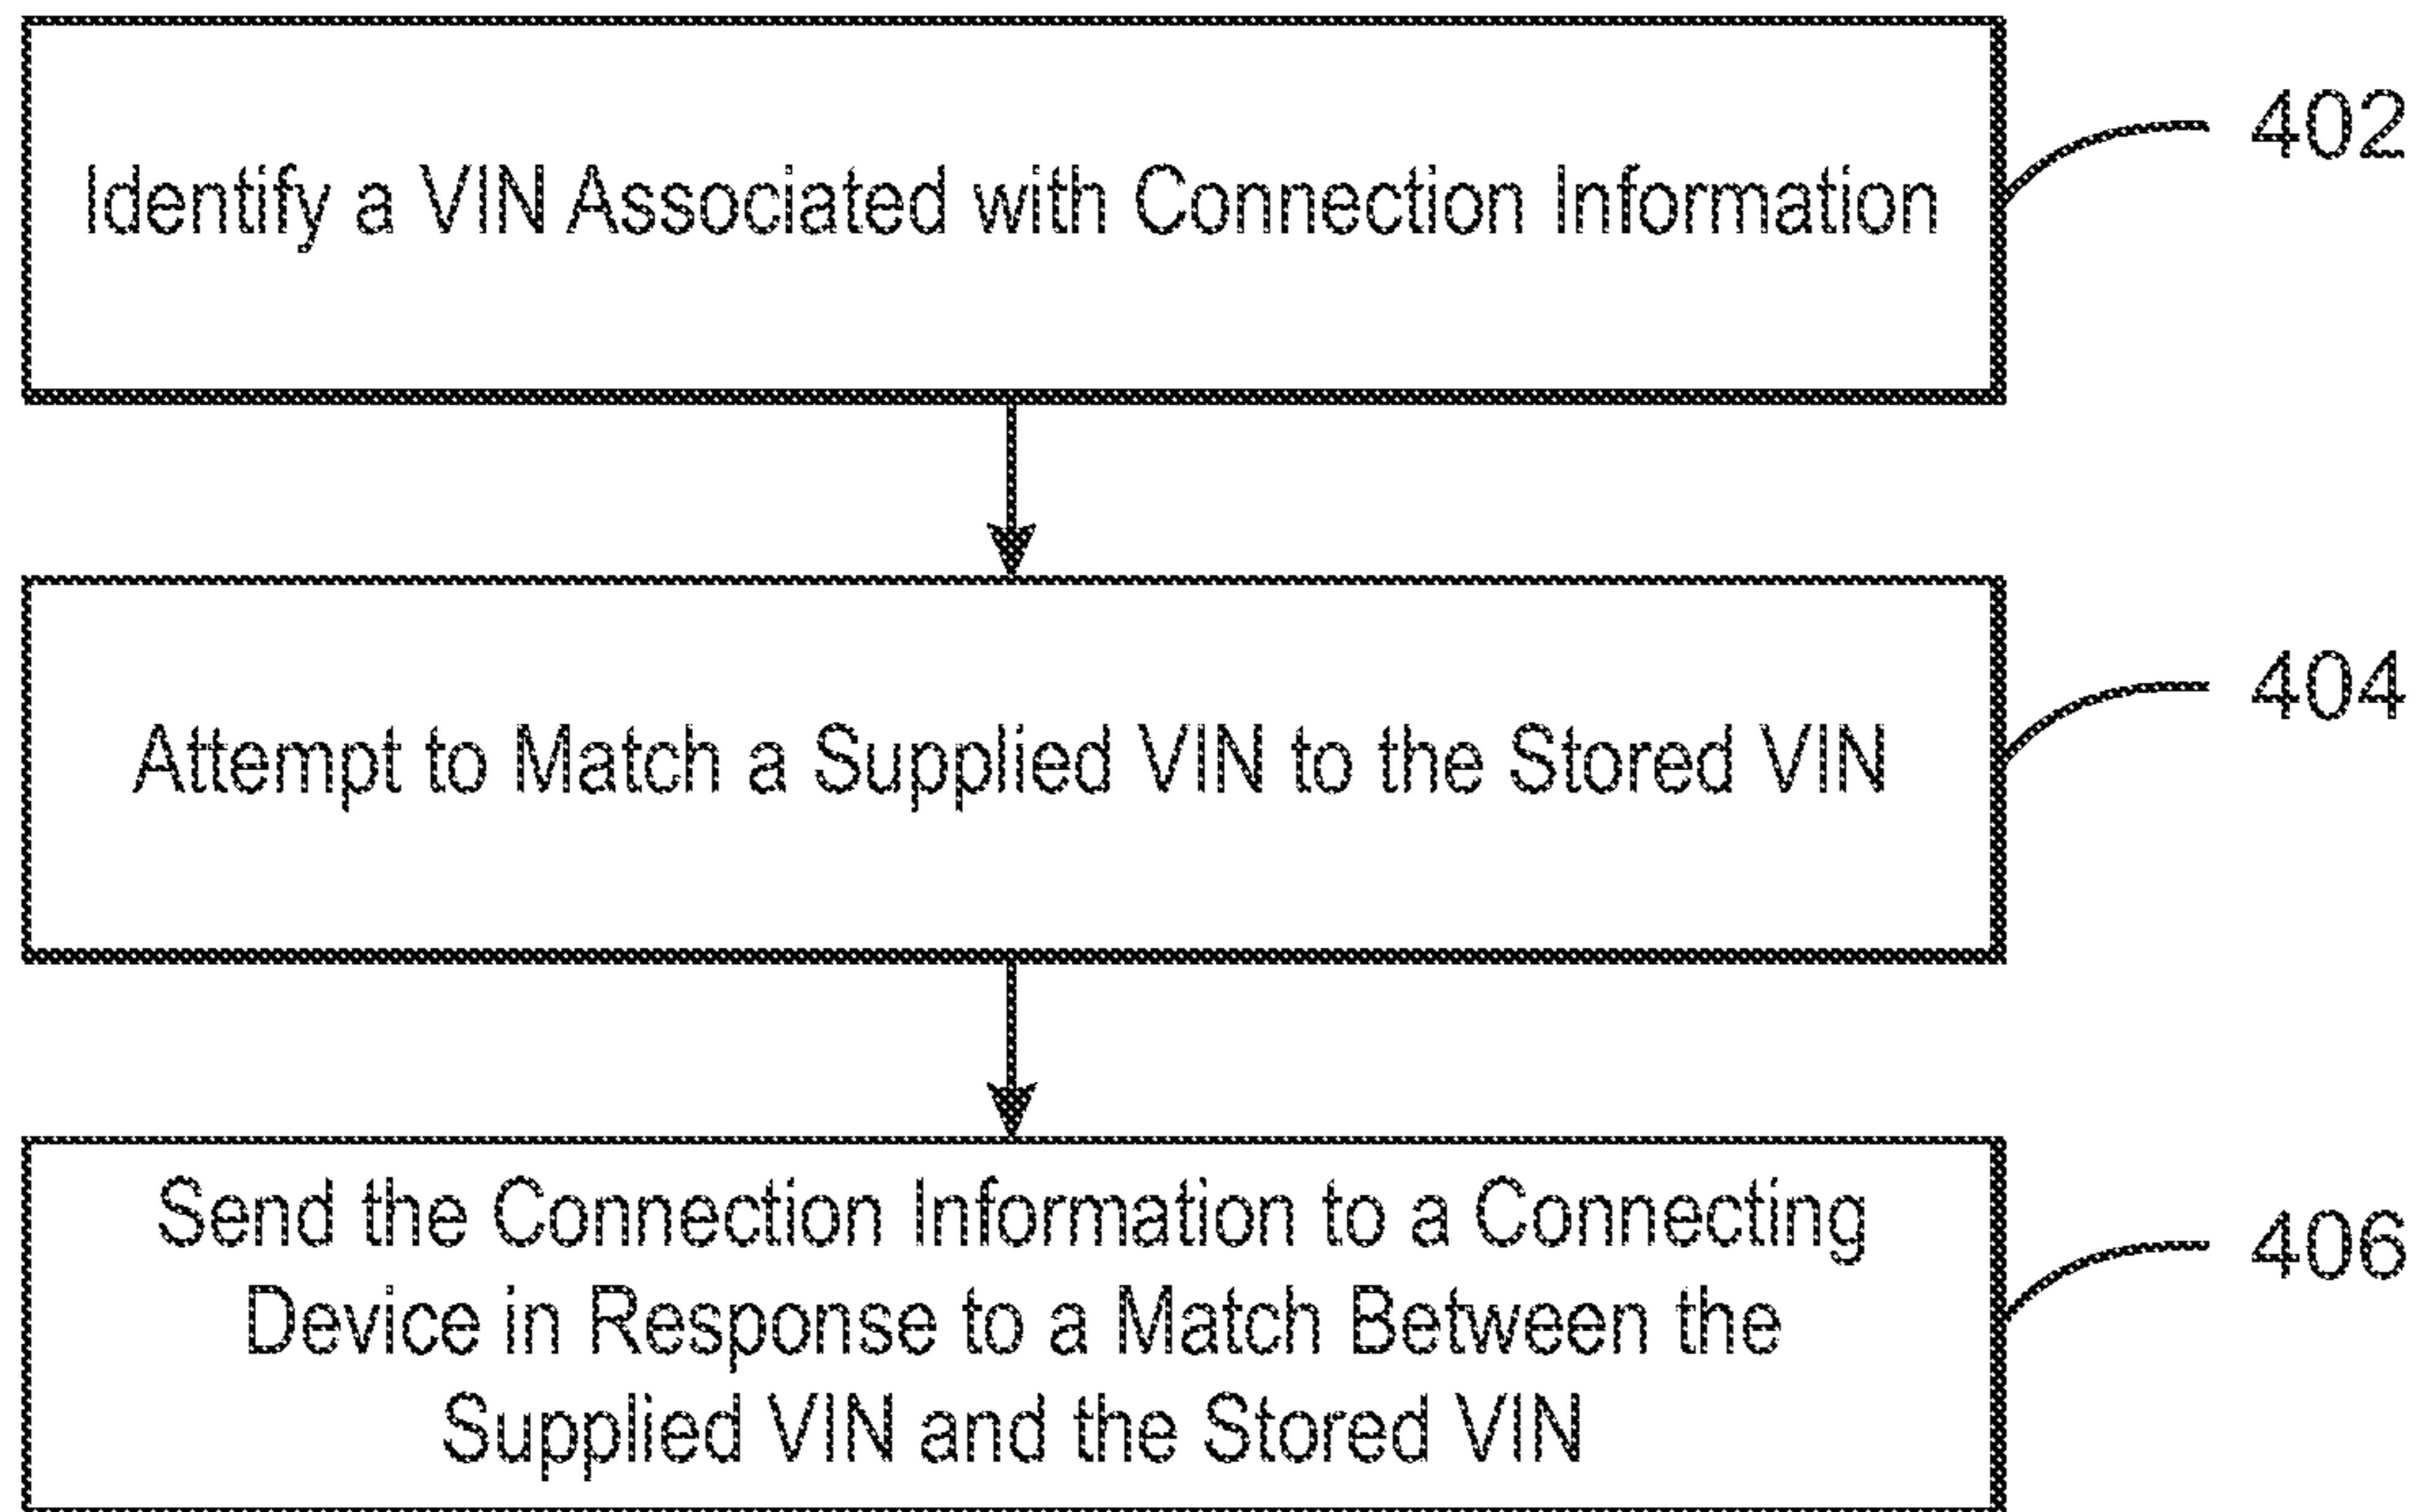 Identify a VIN Associated with Connection Information
402
Attempt to Match a Supplied VIN to the Stored VIN
404
Send the Connection Information to a Connecting
Device in Response to a Match Between the
Supplied VIN and the Stored VIN
406